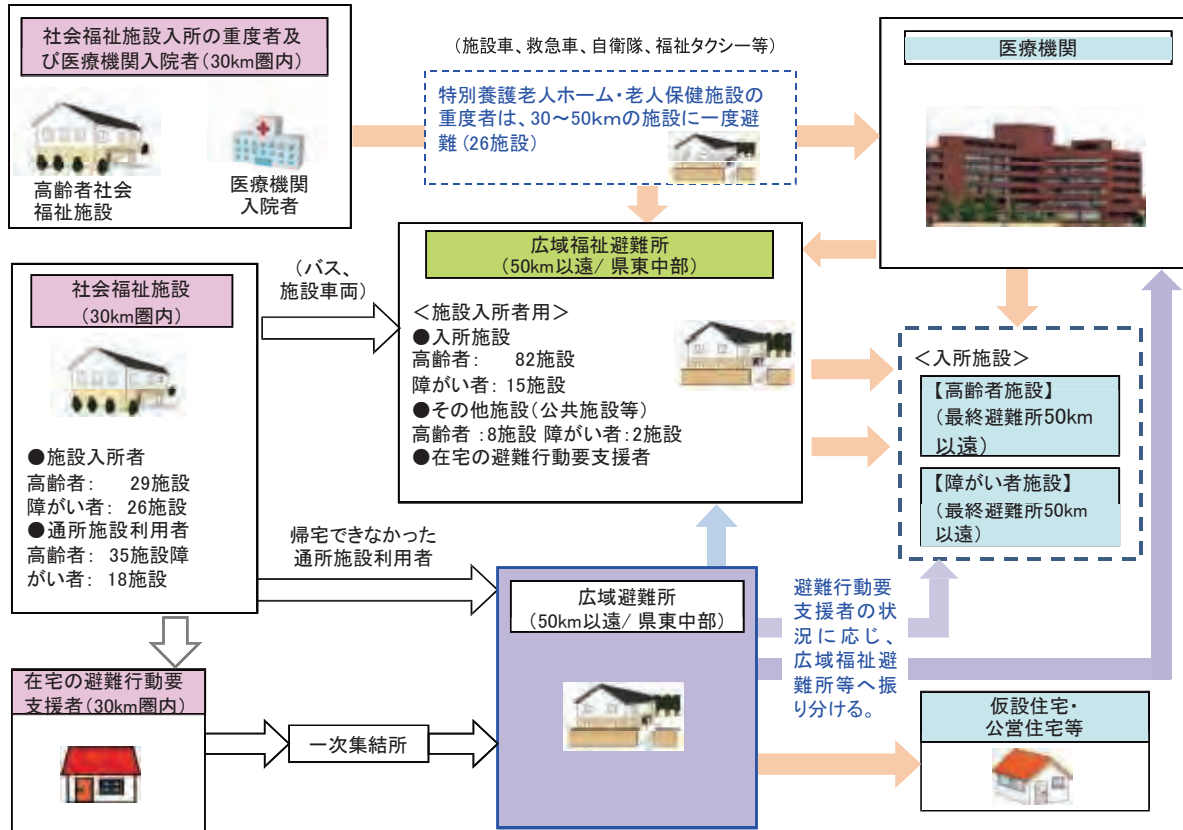 社会福祉施設入所の重度者及
び医療機関入院者(30km圏内)
高齢者社会
福祉施設
医療機関
入院者
(施設車、救急車、自衛隊、福祉タクシー等)
特別養護老人ホーム・老人保健施設の
重度者は、30～50kmの施設に一度避
難(26施設)
医療機関
社会福祉施設
(30km圏内)
●施設入所者
高齢者: 29施設
障がい者: 26施設
●通所施設利用者
高齢者: 35施設障
がい者: 18施設
(バス、
施設車両)
広域福祉避難所
(50km以遠/ 県東中部)
＜施設入所者用＞
●入所施設
高齢者: 82施設
障がい者: 15施設
●その他施設(公共施設等)
高齢者 :8施設 障がい者:2施設
●在宅の避難行動要支援者
＜入所施設＞
【高齢者施設】
(最終避難所50km
以遠)
【障がい者施設】
(最終避難所50km
以遠)
帰宅できなかった
通所施設利用者
広域避難所
(50km以遠/ 県東中部)
避難行動要
支援者の状
況に応じ、
広域福祉避
難所等へ振
り分ける。
在宅の避難行動要
支援者(30km圏内)
一次集結所
仮設住宅・
公営住宅等